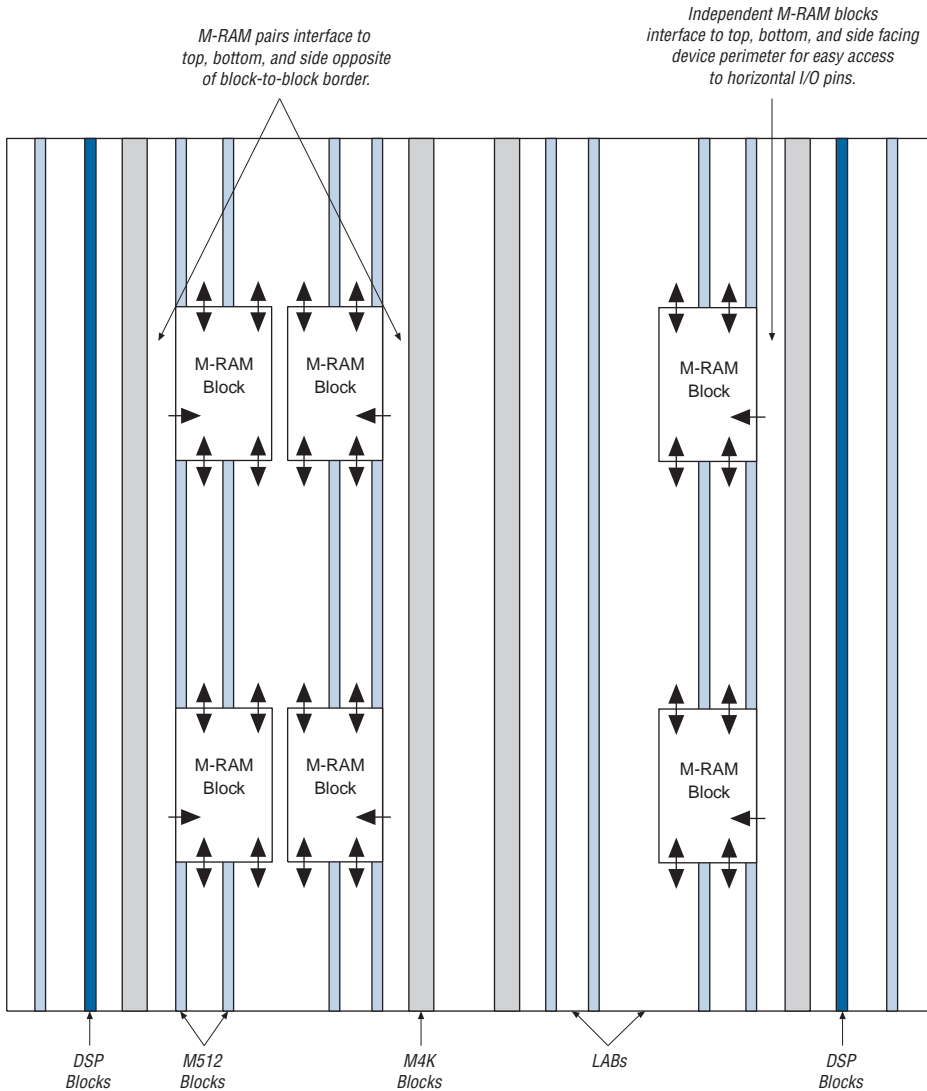 M-RAM pairs interface to
top, bottom, and side opposite
of block-to-block border.
Independent M-RAM blocks
interface to top, bottom, and side facing
device perimeter for easy access
to horizontal I/O pins.
M-RAM
Block
M-RAM
Block
M-RAM
Block
M-RAM
Block
M-RAM
Block
M-RAM
Block
DSP
Blocks
M512
Blocks
M4K
Blocks
LABs
DSP
Blocks